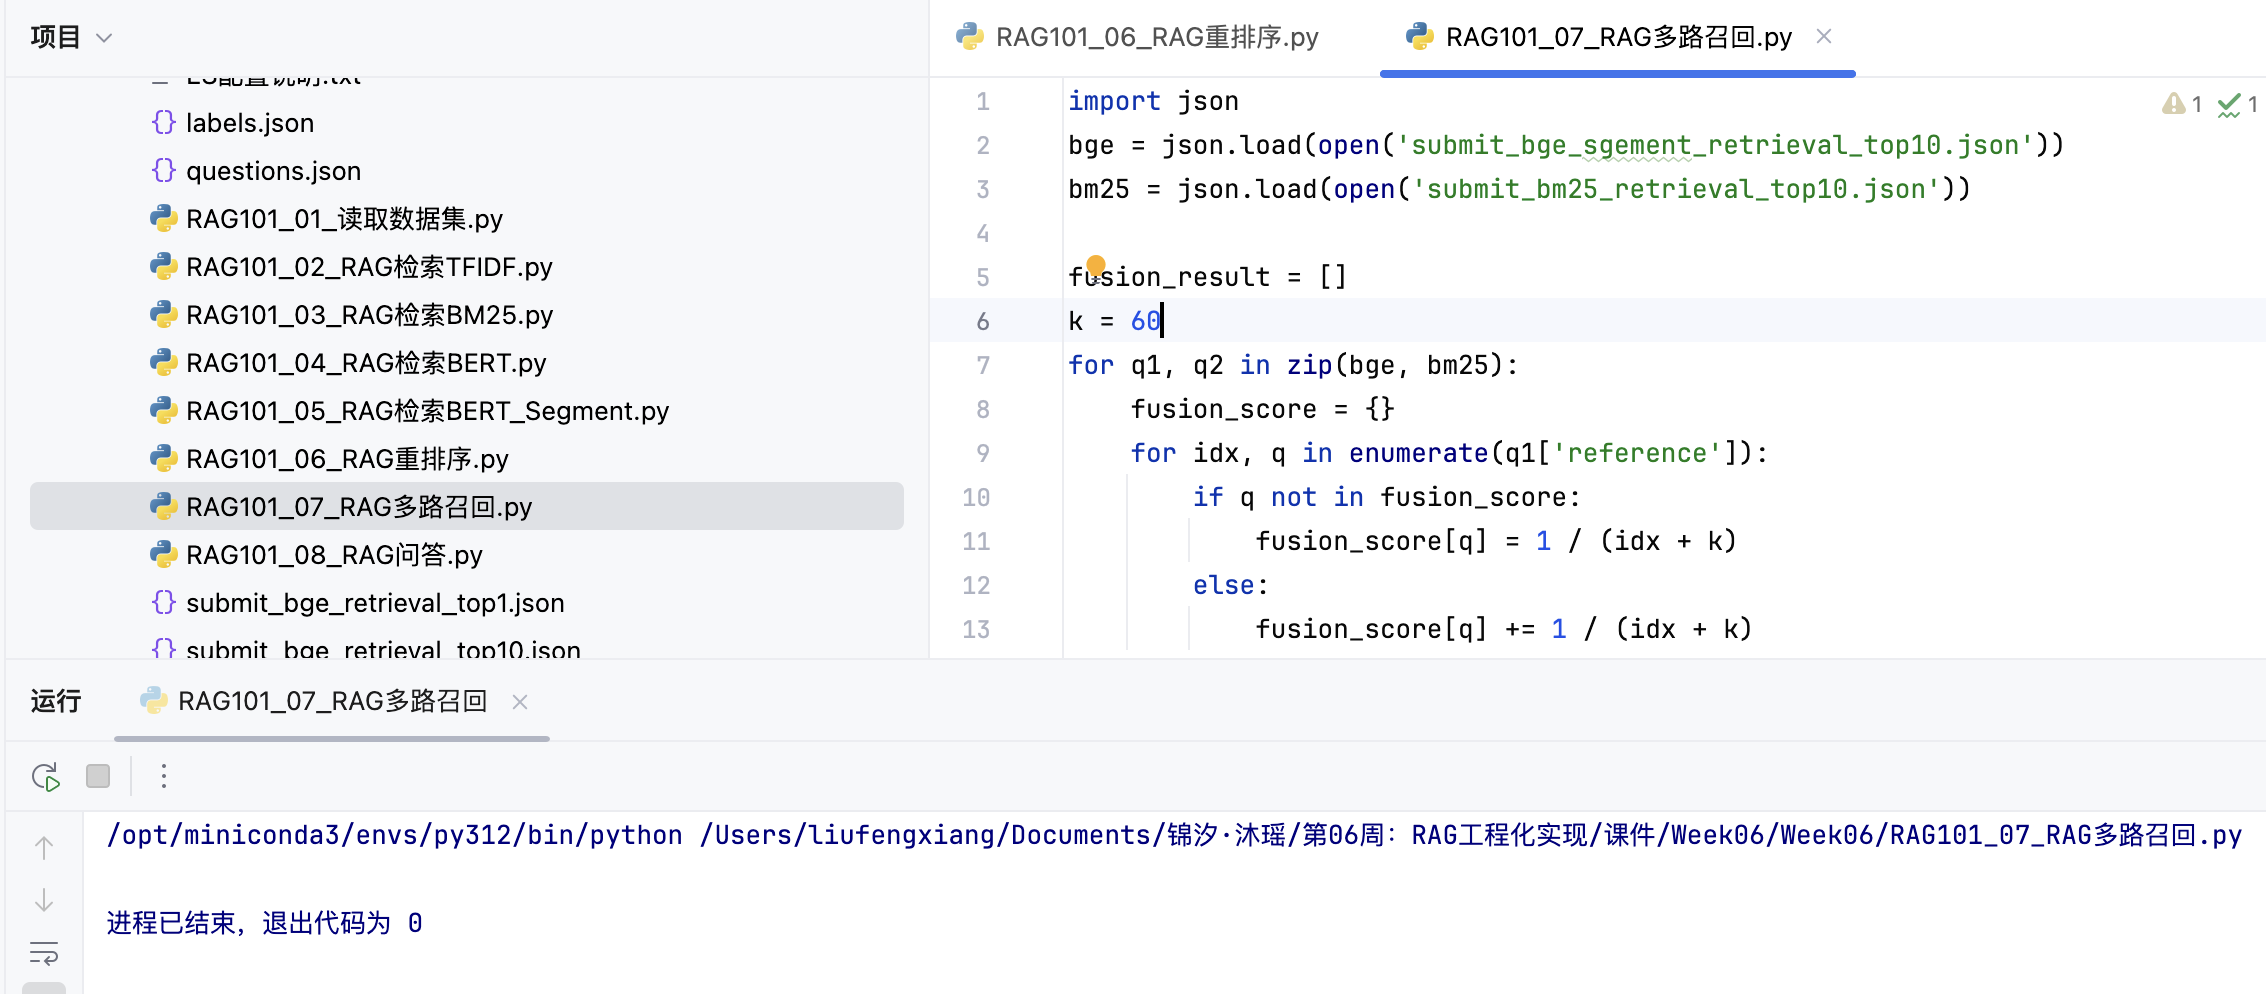 项目
ES配置说明.txt
labels.json
questions.json
RAG101_01_读取数据集.py
RAG101_02_RAG检索TFIDF.py
RAG101_03_RAG检索BM25.py
RAG101_04_RAG检索BERT.py
RAG101_05_RAG检索BERT_Segment.py
RAG101_06_RAG重排序.py
RAG101_07_RAG多路召回.py
RAG101_08_RAG问答.py
submit_bge_retrieval_top1.json
submit_bge_retrieval_top10.json
RAG101_06_RAG重排序.py
RAG101_07_RAG多路召回.py
1 1
1 import json
2 bge = json.load(open('submit_bge_sgement_retrieval_top10.json'))
3 bm25 = json.load(open('submit_bm25_retrieval_top10.json'))
4
5 fusion_result = []
6 k = 60
7 for q1, q2 in zip(bge, bm25):
8     fusion_score = {}
9     for idx, q in enumerate(q1['reference']):
10         if q not in fusion_score:
11             fusion_score[q] = 1 / (idx + k)
12         else:
13             fusion_score[q] += 1 / (idx + k)
运行
RAG101_07_RAG多路召回
/opt/miniconda3/envs/py312/bin/python /Users/liufengxiang/Documents/锦汐·沐瑶/第06周：RAG工程化实现/课件/Week06/Week06/RAG101_07_RAG多路召回.py
进程已结束，退出代码为 0